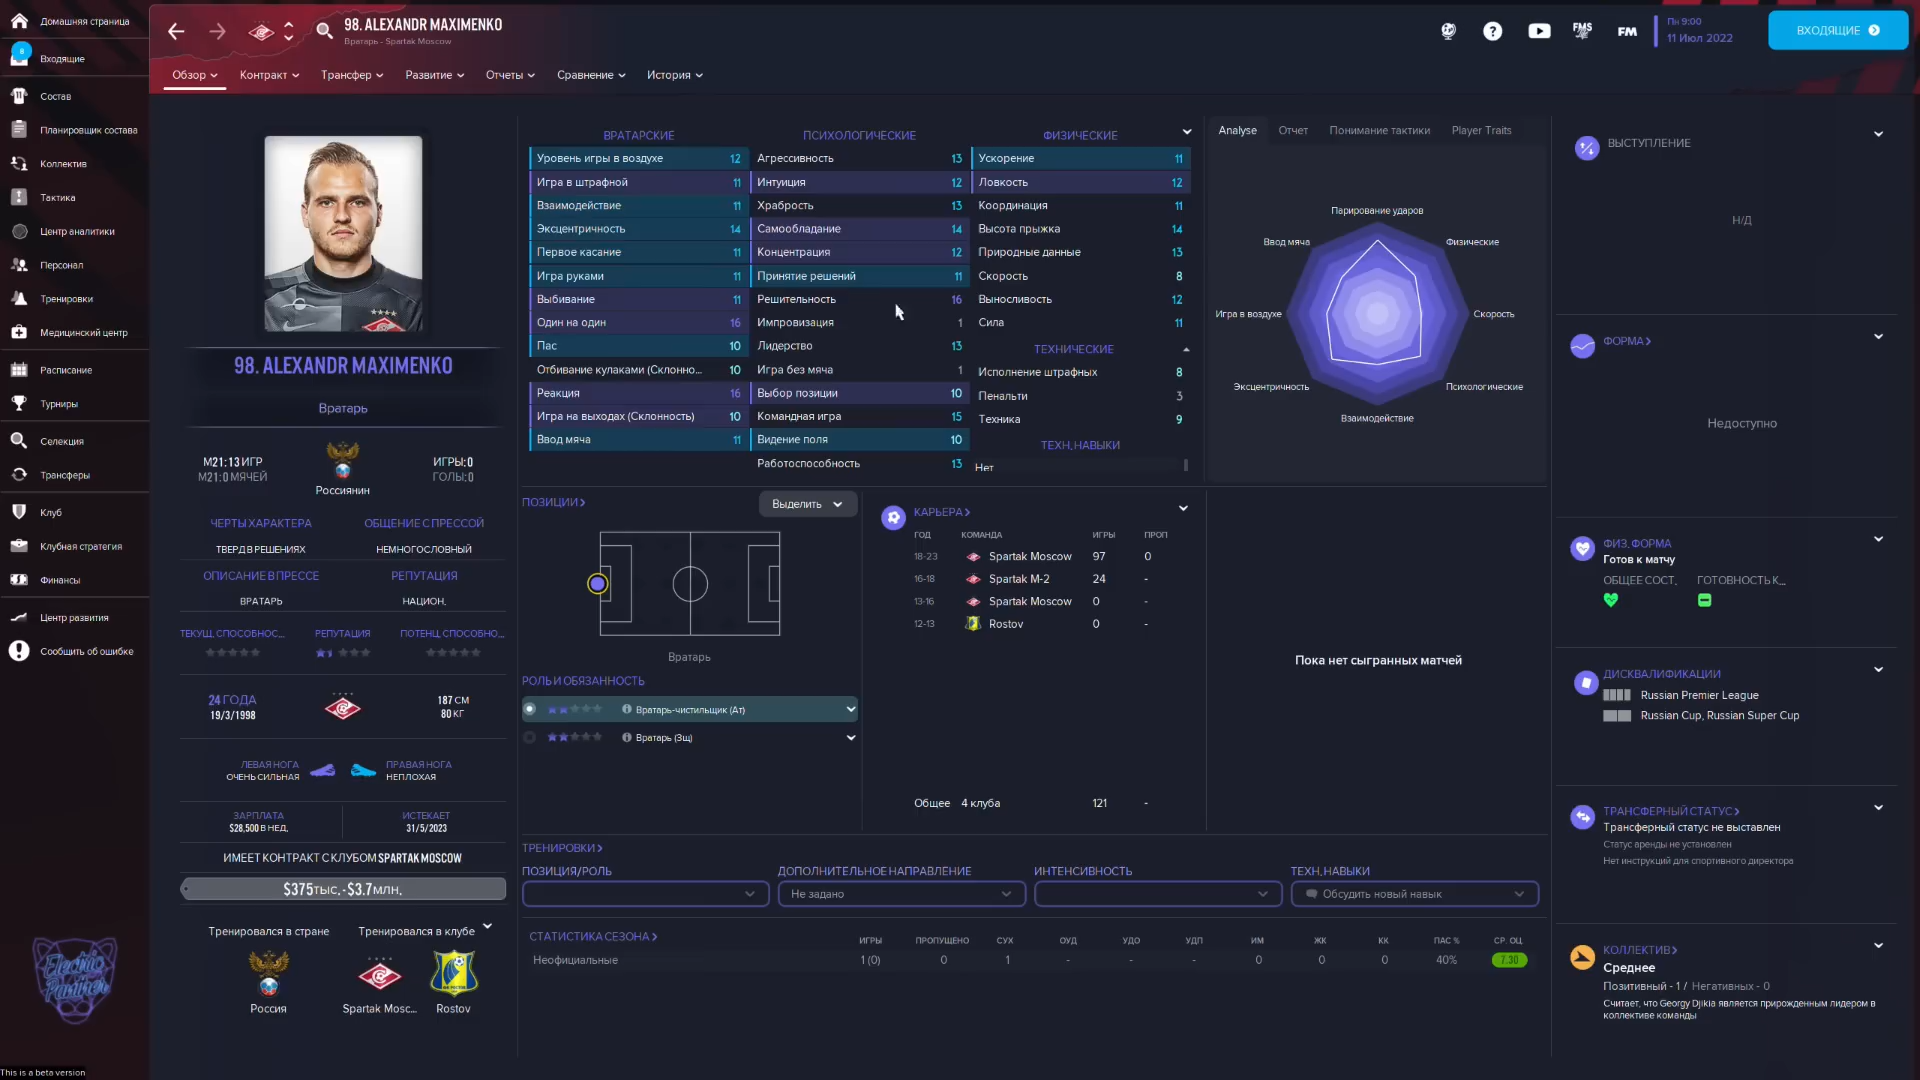 Домашняя страница
8
Входящие
Состав
Планировщик состава
Коллектив
Тактика
Центр аналитики
Персонал
Тренировки
Медицинский центр
Расписание
Турниры
Селекция
Трансферы
Клуб
Клубная стратегия
Финансы
Центр развития
Сообщить об ошибке
Electric Panther
This is a beta version
98. ALEXANDR MAXIMENKO
Вратарь - Spartak Moscow
FMS
FM
Пн 9:00
11 Июл 2022
ВХОДЯЩИЕ
Обзор Контракт Трансфер Развитие Отчеты Сравнение История
98. ALEXANDR MAXIMENKO
Вратарь
М21: 13 ИГР
М21: 0 МЯЧЕЙ
Россиянин
ИГРЫ: 0
ГОЛЫ: 0
ЧЕРТЫ ХАРАКТЕРА ОБЩЕНИЕ С ПРЕССОЙ
ТВЕРД В РЕШЕНИЯХ НЕМНОГОСЛОВНЫЙ
ОПИСАНИЕ В ПРЕССЕ РЕПУТАЦИЯ
ВРАТАРЬ НАЦИОН.
ТЕКУЩ. СПОСОБНОС... РЕПУТАЦИЯ ПОТЕНЦ. СПОСОБНО...
24 ГОДА
19/3/1998
187 СМ
80 КГ
ЛЕВАЯ НОГА
ОЧЕНЬ СИЛЬНАЯ
ПРАВАЯ НОГА
НЕПЛОХАЯ
ЗАРПЛАТА ИСТЕКАЕТ
$28,500 В НЕД. 31/5/2023
ИМЕЕТ КОНТРАКТ С КЛУБОМ SPARTAK MOSCOW
$375ТЫС. - $3.7МЛН.
Тренировался в стране Тренировался в клубе
Россия Spartak Mosc... Rostov
ВРАТАРСКИЕ
Уровень игры в воздухе 12
Игра в штрафной 11
Взаимодействие 11
Эксцентричность 14
Первое касание 11
Игра руками 11
Выбивание 11
Один на один 16
Пас 10
Отбивание кулаками (Склонно... 10
Реакция 16
Игра на выходах (Склонность) 10
Ввод мяча 11
ПСИХОЛОГИЧЕСКИЕ
Агрессивность 13
Интуиция 12
Храбрость 13
Самообладание 14
Концентрация 12
Принятие решений 11
Решительность 16
Импровизация 1
Лидерство 13
Игра без мяча 1
Выбор позиции 10
Командная игра 15
Видение поля 10
Работоспособность 13
ФИЗИЧЕСКИЕ
Ускорение 11
Ловкость 12
Координация 11
Высота прыжка 14
Природные данные 13
Скорость 8
Выносливость 12
Сила 11
ТЕХНИЧЕСКИЕ
Исполнение штрафных 8
Пенальти 3
Техника 9
ТЕХН. НАВЫКИ
Нет
Analyse Отчет Понимание тактики Player Traits
Парирование ударов
Ввод мяча Физические
Игра в воздухе Скорость
Эксцентричность Психологические
Взаимодействие
ПОЗИЦИИ
Выделить
Вратарь
РОЛЬ И ОБЯЗАННОСТЬ
Вратарь-чистильщик (Ат)
Вратарь (Зщ)
КАРЬЕРА
ГОД КОМАНДА ИГРЫ ПРОП
18-23 Spartak Moscow 97 0
16-18 Spartak M-2 24 -
13-16 Spartak Moscow 0 -
12-13 Rostov 0 -
Общее 4 клуба 121 -
Пока нет сыгранных матчей
ТРЕНИРОВКИ
ПОЗИЦИЯ/РОЛЬ ДОПОЛНИТЕЛЬНОЕ НАПРАВЛЕНИЕ ИНТЕНСИВНОСТЬ ТЕХН. НАВЫКИ
Не задано Обсудить новый навык
СТАТИСТИКА СЕЗОНА ИГРЫ ПРОПУЩЕНО СУХ ОУД УДО УДП ИМ ЖК КК ПАС % СР. ОЦ
Неофициальные 1 (0) 0 1 - - - 0 0 0 40% 7.30
ВЫСТУПЛЕНИЕ
Н/Д
ФОРМА
Недоступно
ФИЗ. ФОРМА
Готов к матчу
ОБЩЕЕ СОСТ. ГОТОВНОСТЬ К...
ДИСКВАЛИФИКАЦИИ
Russian Premier League
Russian Cup, Russian Super Cup
ТРАНСФЕРНЫЙ СТАТУС
Трансферный статус не выставлен
Статус аренды не установлен
Нет инструкций для спортивного директора
КОЛЛЕКТИВ
Среднее
Позитивный - 1 / Негативных - 0
Считает, что Georgy Djikia является прирожденным лидером в
коллективе команды